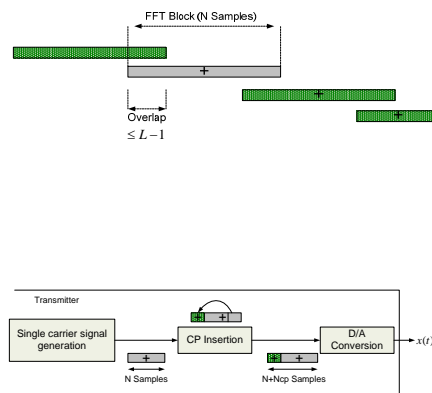 FFT Block (N Samples)
+
+
+
Overlap
≤ L−1
Transmitter
Single carrier signal
generation
+
N Samples
+ +
CP Insertion
+ +
N+Ncp Samples
D/A
Conversion
x(t)